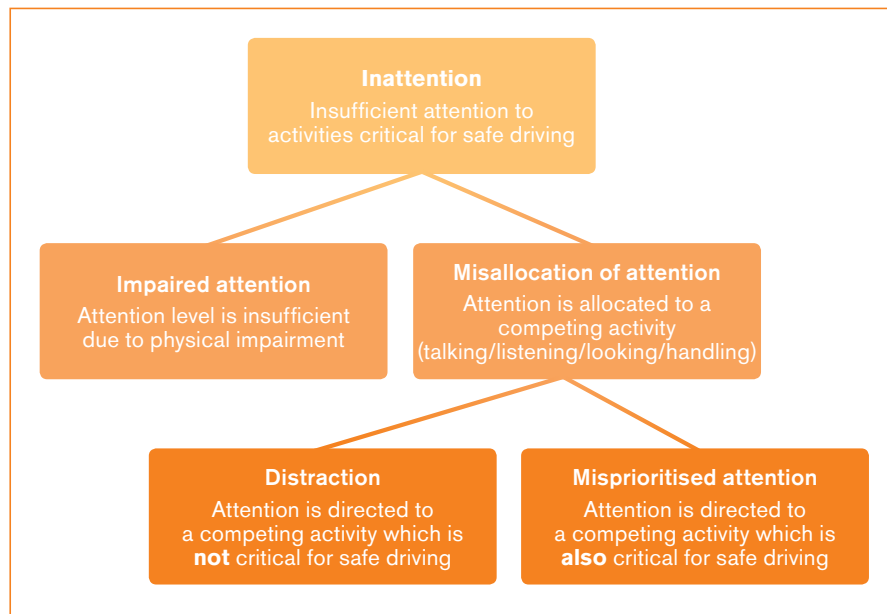 Inattention
Insufficient attention to
activities critical for safe driving
Impaired attention
Attention level is insufficient
due to physical impairment
Misallocation of attention
Attention is allocated to a
competing activity
(talking/listening/looking/handling)
Distraction
Attention is directed to
a competing activity which is
not critical for safe driving
Misprioritised attention
Attention is directed to
a competing activity which is
also critical for safe driving